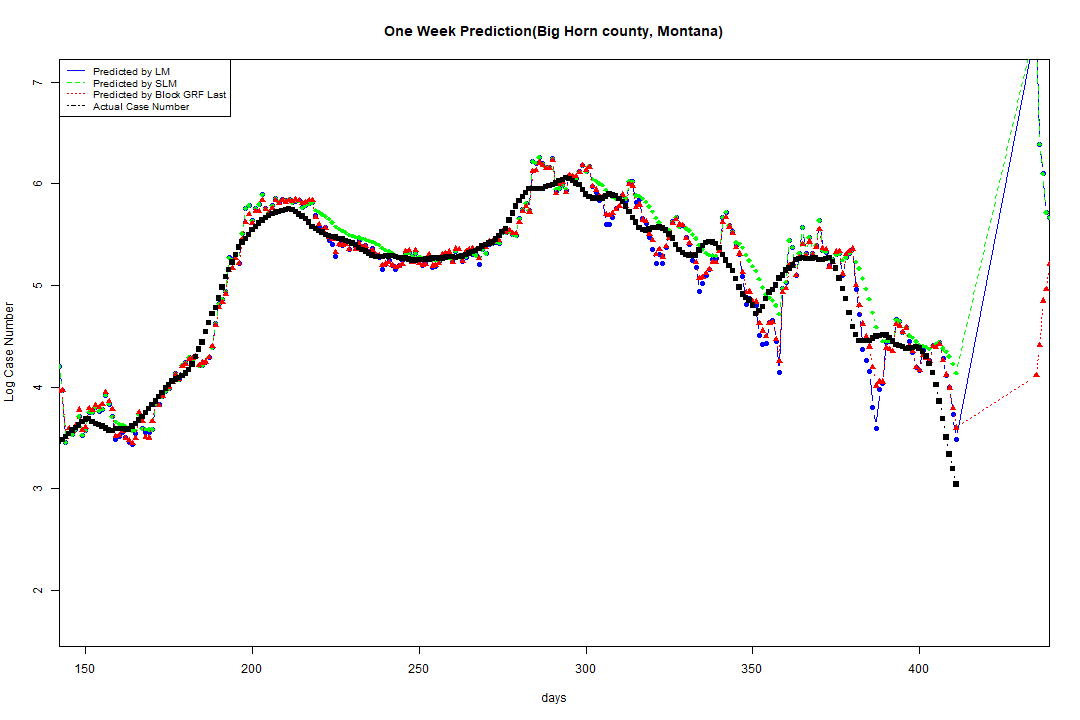 One Week Prediction(Big Horn county, Montana)
Predicted by LM
Predicted by SLM
Predicted by Block GRF Last
Actual Case Number
7
6
5
4
3
2
Log Case Number
150 200 250 300 350 400
days